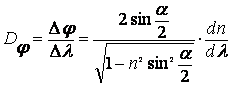 D_φ = Δφ/Δλ = (2 sin α/2) / √(1 − n² sin² α/2) · dn/dλ